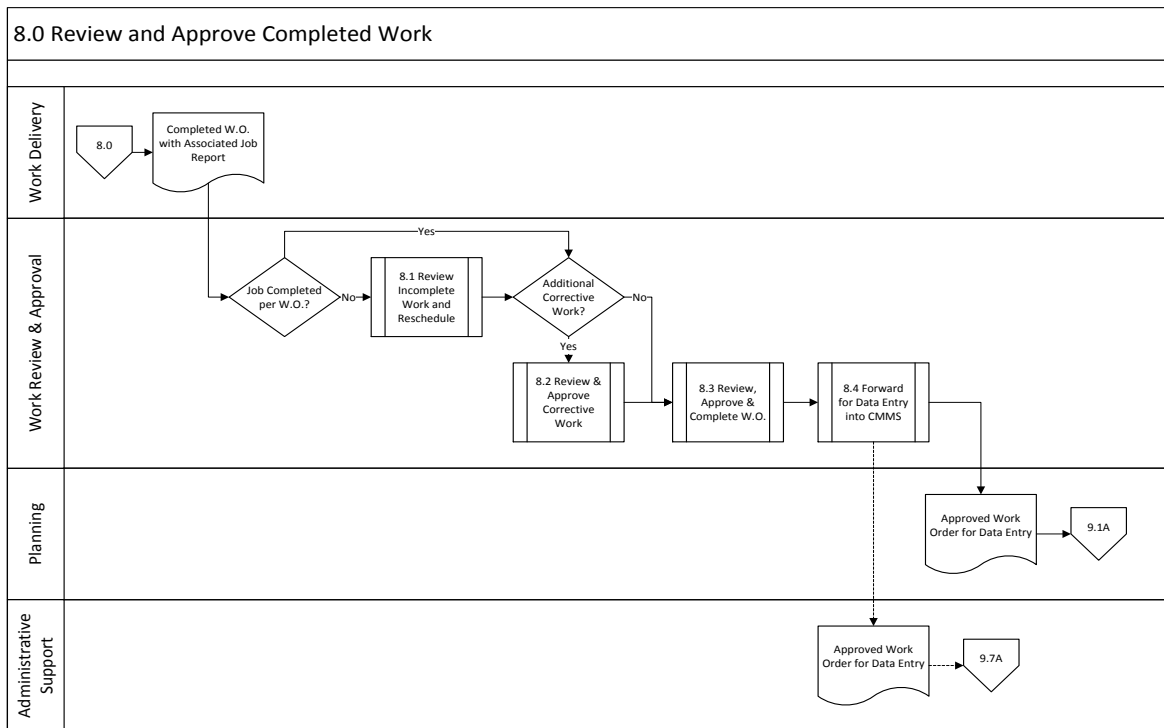 8.0 Review and Approve Completed Work
Work Delivery
8.0
Completed W.O.
with Associated Job
Report
Work Review & Approval
Yes
Job Completed
per W.O.?
No
8.1 Review
Incomplete
Work and
Reschedule
Additional
Corrective
Work?
No
Yes
8.2 Review &
Approve
Corrective
Work
8.3 Review,
Approve &
Complete W.O.
8.4 Forward
for Data Entry
into CMMS
Planning
Approved Work
Order for Data Entry
9.1A
Administrative
Support
Approved Work
Order for Data Entry
9.7A